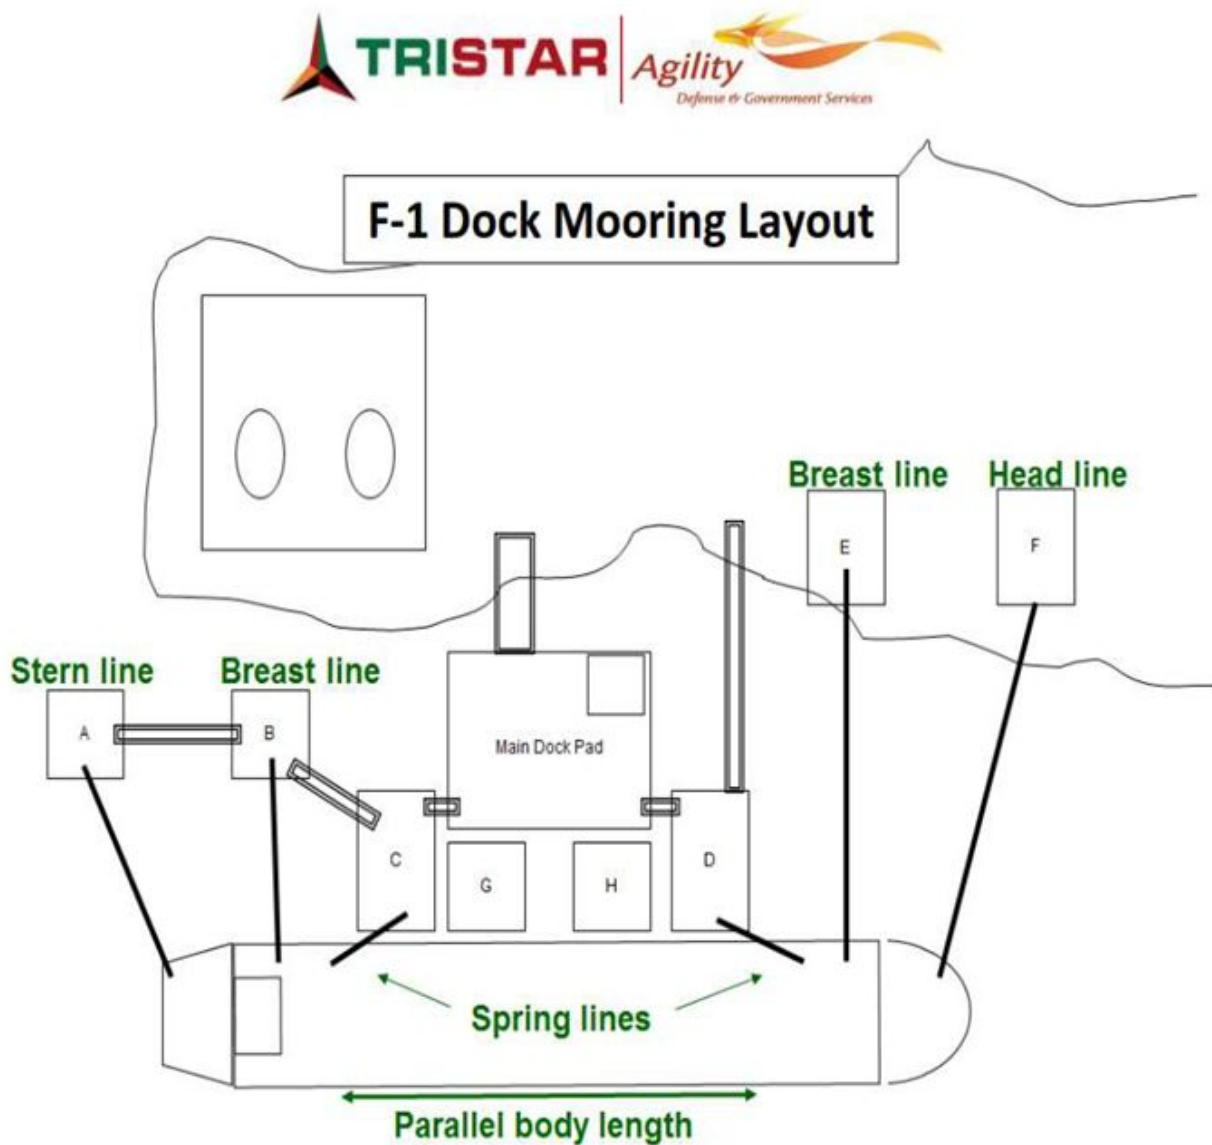 TRISTAR
Agility
Defense & Government Services
F-1 Dock Mooring Layout
Breast line
Head line
E
F
Stern line
Breast line
A
B
Main Dock Pad
C
G
H
D
Spring lines
Parallel body length